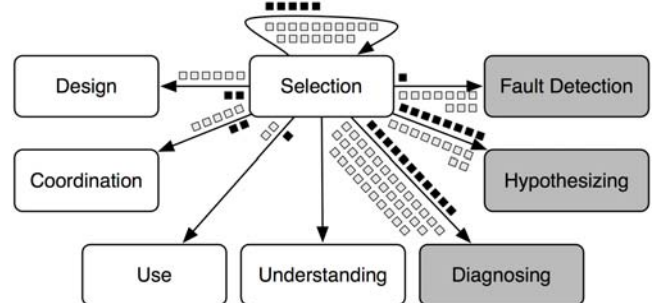 Design
Selection
Fault Detection
Coordination
Hypothesizing
Use
Understanding
Diagnosing